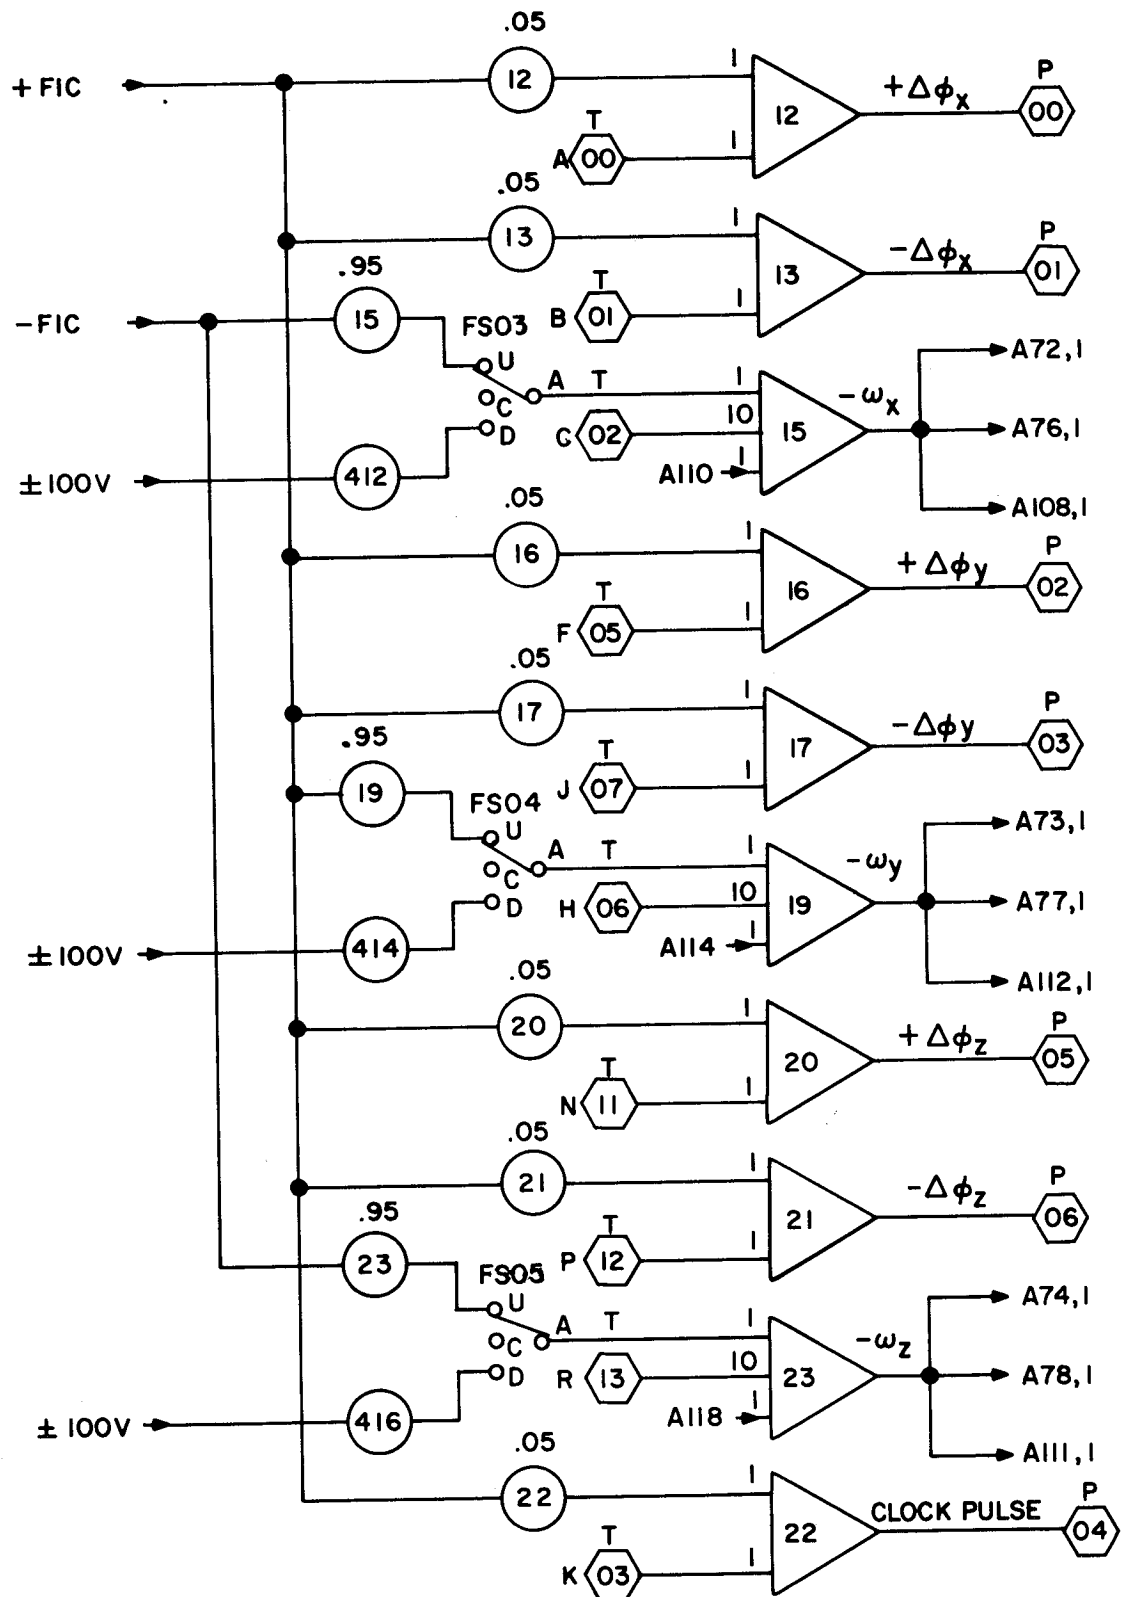 .05
+ FIC
12
1
12
+Δϕx
P
00
T
A 00
1
.05
13
1
13
-Δϕx
P
01
.95
T
B 01
1
-FIC
15
FS03
U
C
D
A T
1
10
C 02
A110
1
15
-ωx
A72,1
A76,1
A108,1
±100V
412
.05
16
1
16
+Δϕy
P
02
T
F 05
1
.05
17
1
17
-Δϕy
P
03
.95
T
J 07
1
19
FS04
U
C
D
A T
1
10
H 06
A114
1
19
-ωy
A73,1
A77,1
A112,1
±100V
414
.05
20
1
20
+Δϕz
P
05
T
N 11
1
.05
21
1
21
-Δϕz
P
06
.95
T
P 12
1
23
FS05
U
C
D
A T
1
10
R 13
A118
1
23
-ωz
A74,1
A78,1
A111,1
±100V
416
.05
22
1
22
CLOCK PULSE
P
04
T
K 03
1